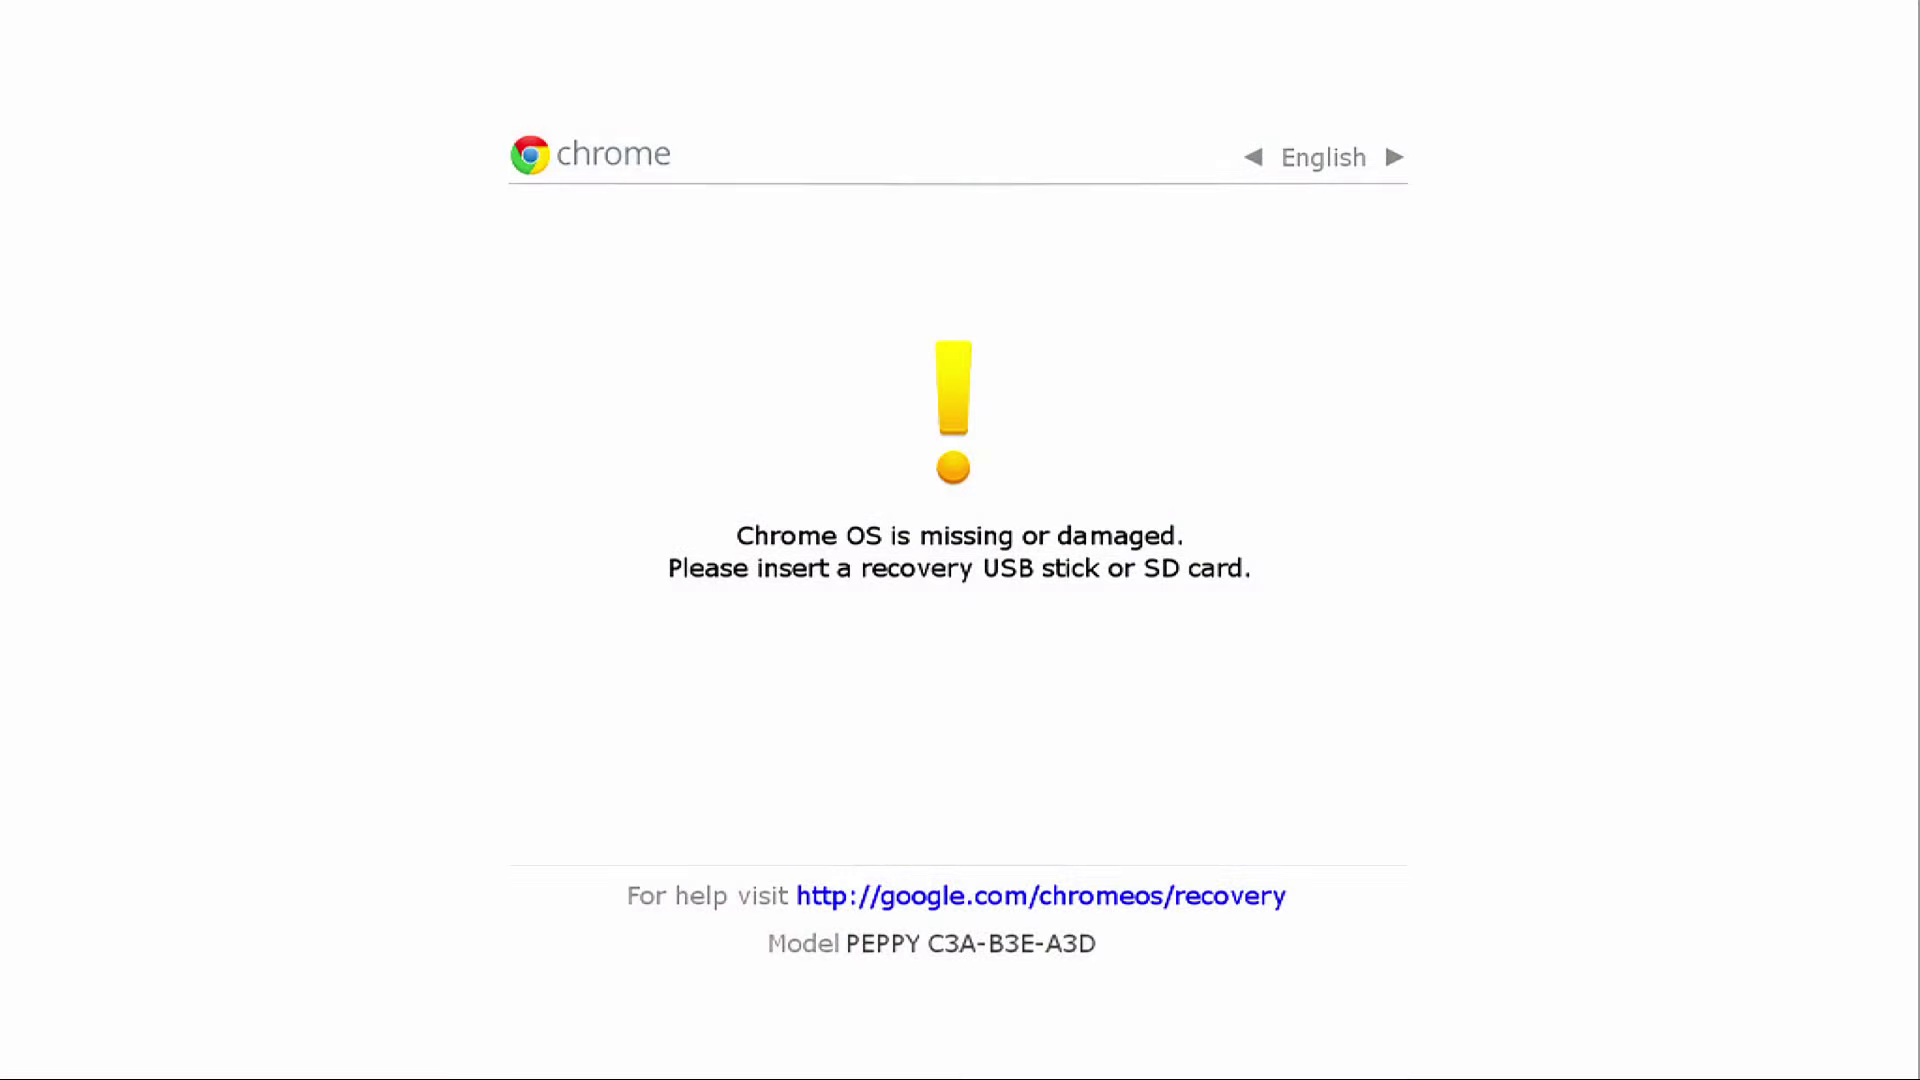 chrome
◀ English ▶
Chrome OS is missing or damaged.
Please insert a recovery USB stick or SD card.
For help visit http://google.com/chromeos/recovery
Model PEPPY C3A-B3E-A3D